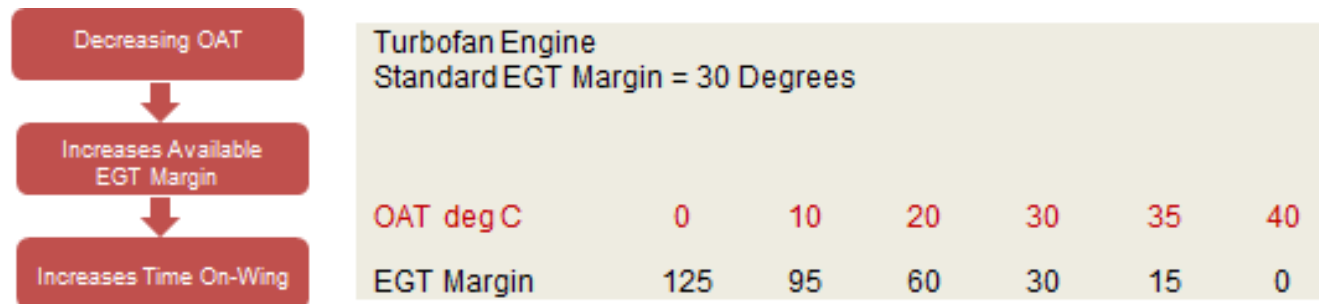 Decreasing OAT
Increases Available
EGT Margin
Increases Time On-Wing
Turbofan Engine
Standard EGT Margin = 30 Degrees
OAT deg C 0 10 20 30 35 40
EGT Margin 125 95 60 30 15 0